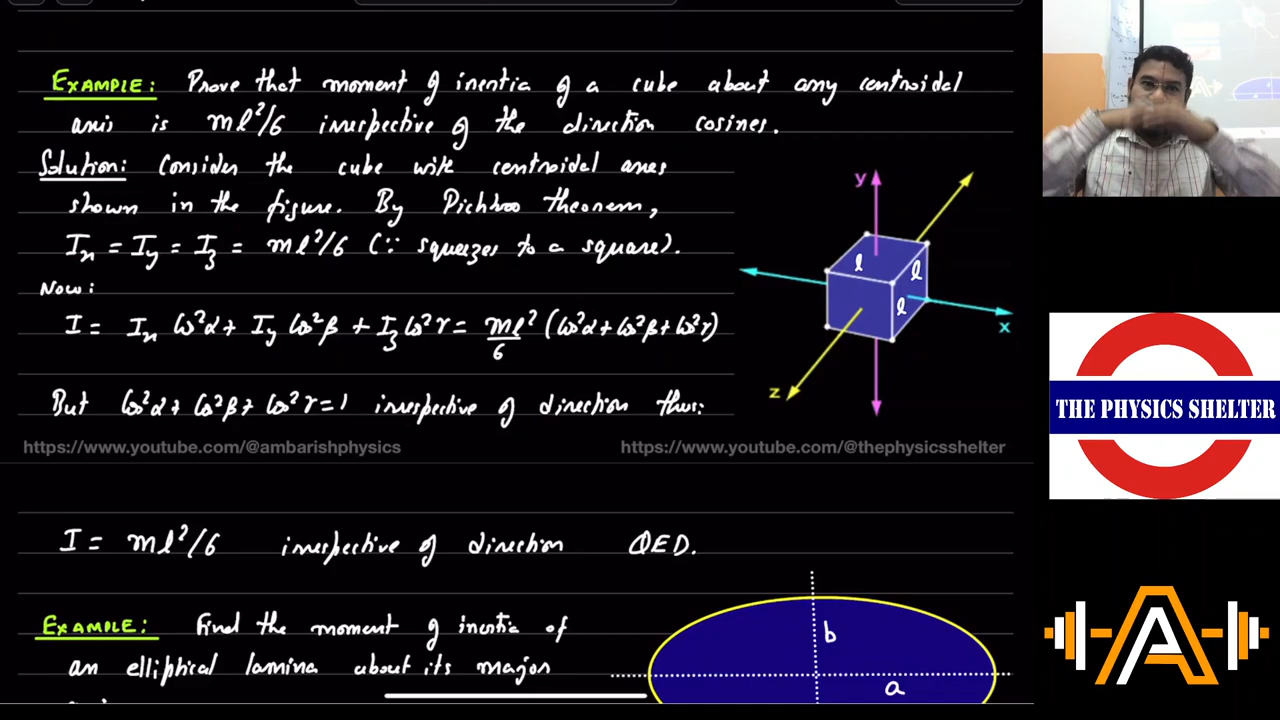 EXAMPLE: Prove that moment of inertia of a cube about any centroidal
axis is ml²/6 irrespective of the direction cosines.
Solution: Consider the cube with centroidal axes
shown in the figure. By Pichhoo theorem,
Ix = Iy = Iz = ml²/6 (∵ squeezes to a square).
Now:
I = Ix Cos²α + Iy Cos²β + Iz Cos²γ = ml²/6 (Cos²α + Cos²β + Cos²γ)
But Cos²α + Cos²β + Cos²γ = 1 irrespective of direction thus:
y
l
l
l
x
z
https://www.youtube.com/@ambarishphysics
https://www.youtube.com/@thephysicsshelter
I = ml²/6 irrespective of direction QED.
EXAMPLE: Find the moment of inertia of
an elliptical lamina about its major
b
a
THE PHYSICS SHELTER
A